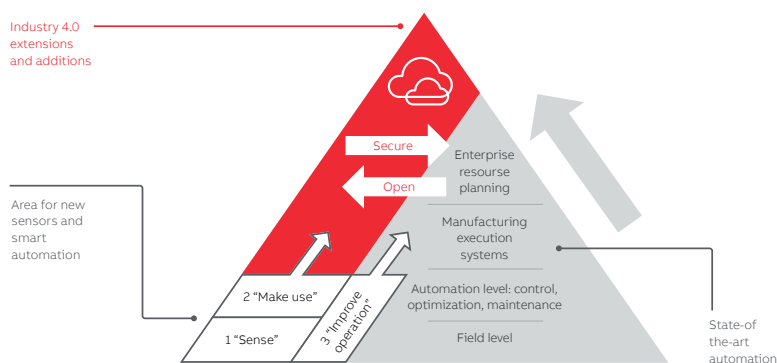 Industry 4.0
extensions
and additions
Secure
Open
Enterprise
resourse
planning
Area for new
sensors and
smart
automation
Manufacturing
execution
systems
2 "Make use"
3 "Improve
operation"
Automation level: control,
optimization, maintenance
1 "Sense"
Field level
State-of
the-art
automation